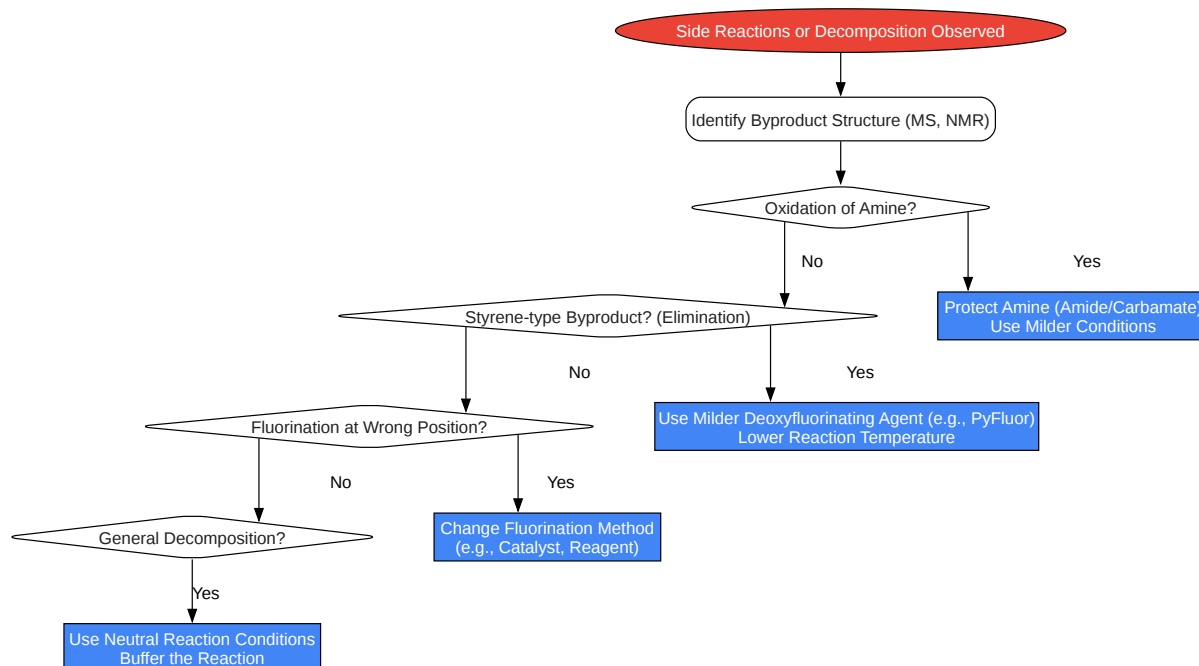 Side Reactions or Decomposition Observed
Identify Byproduct Structure (MS, NMR)
Oxidation of Amine?
No
Yes
Protect Amine (Amide/Carbamate)
Use Milder Conditions
Styrene-type Byproduct? (Elimination)
No
Yes
Use Milder Deoxyfluorinating Agent (e.g., PyFluor)
Lower Reaction Temperature
Fluorination at Wrong Position?
No
Yes
Change Fluorination Method
(e.g., Catalyst, Reagent)
General Decomposition?
Yes
Use Neutral Reaction Conditions
Buffer the Reaction